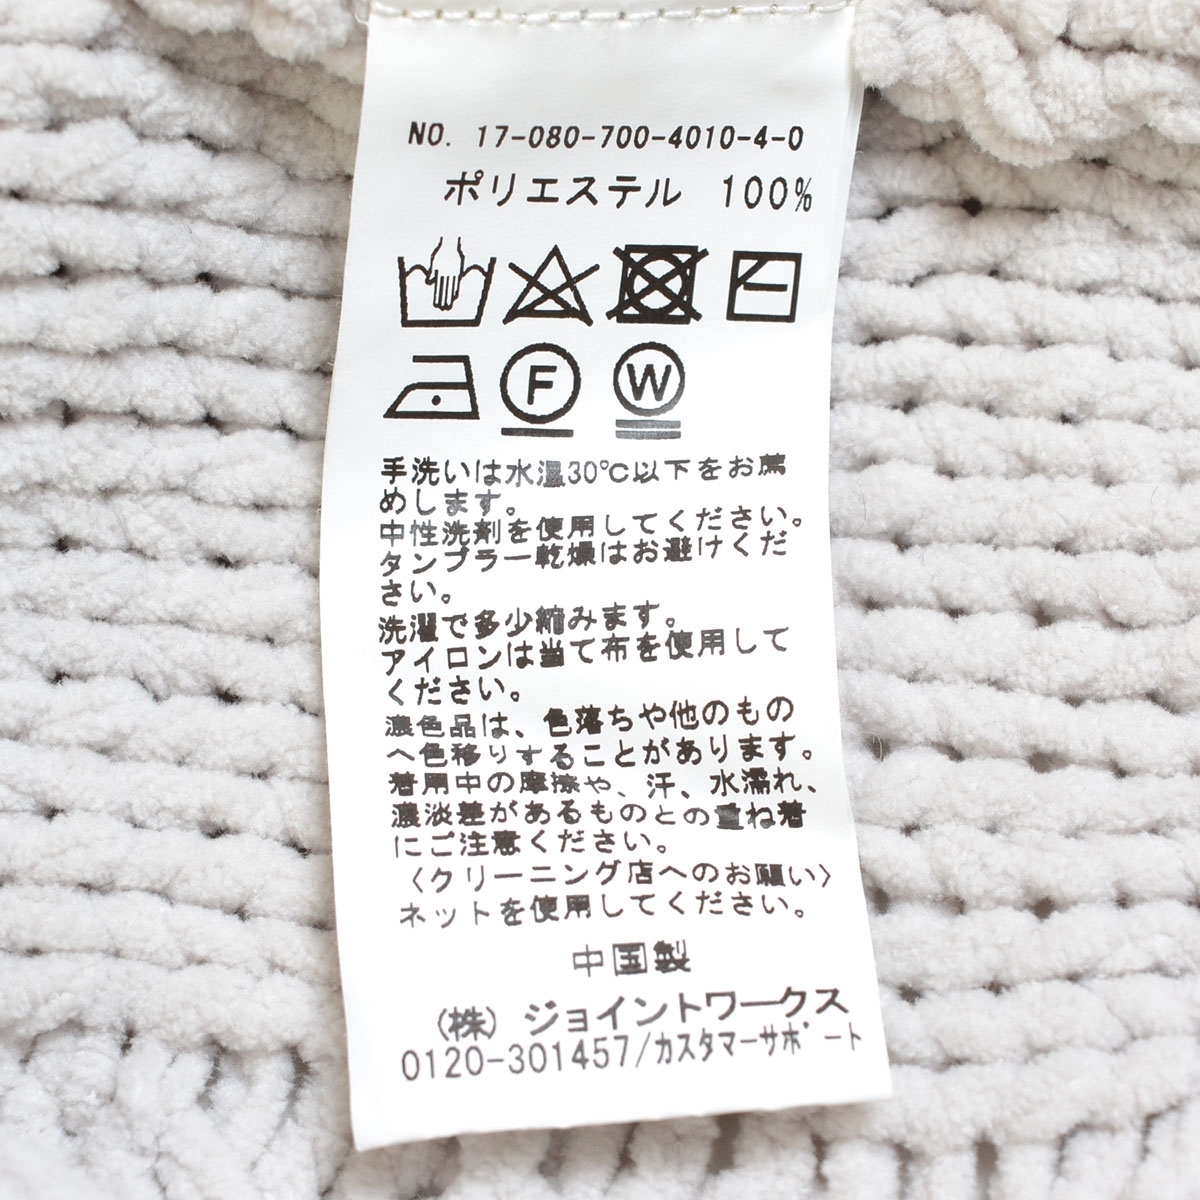 NO. 17-080-700-4010-4-0
ポリエステル 100%
F
W
手洗いは水温30℃以下をお薦
めします。
中性洗剤を使用してください。
タンブラー乾燥はお避けくだ
さい。
洗濯で多少縮みます。
アイロンは当て布を使用して
ください。
濃色品は、色落ちや他のもの
へ色移りすることがあります。
着用中の摩擦や、汗、水濡れ、
濃淡差があるものとの重ね着
にご注意ください。
〈クリーニング店へのお願い〉
ネットを使用してください。
中国製
(株) ジョイントワークス
0120-301457/カスタマーサポート